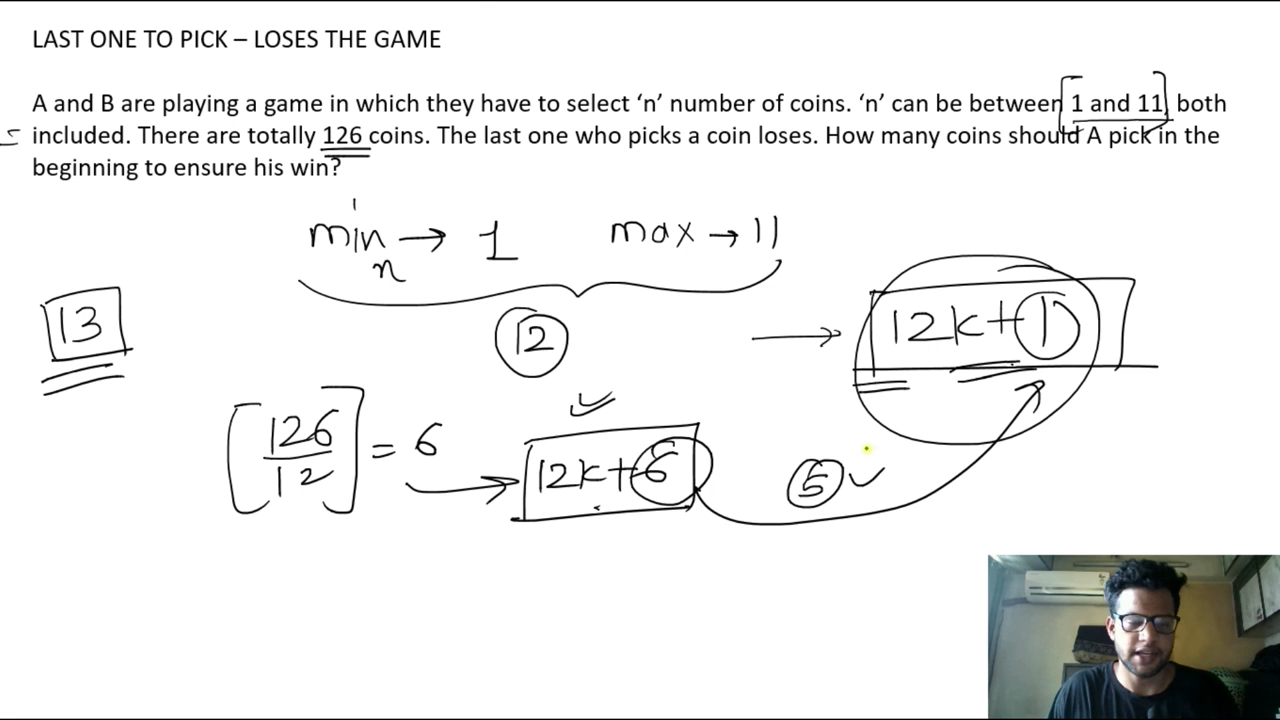 LAST ONE TO PICK – LOSES THE GAME
A and B are playing a game in which they have to select ‘n’ number of coins. ‘n’ can be between 1 and 11, both
included. There are totally 126 coins. The last one who picks a coin loses. How many coins should A pick in the
beginning to ensure his win?
min → 1 max → 11
n
13
12
→ 12k+1
[126/12] = 6 → 12k+6
5 ✓